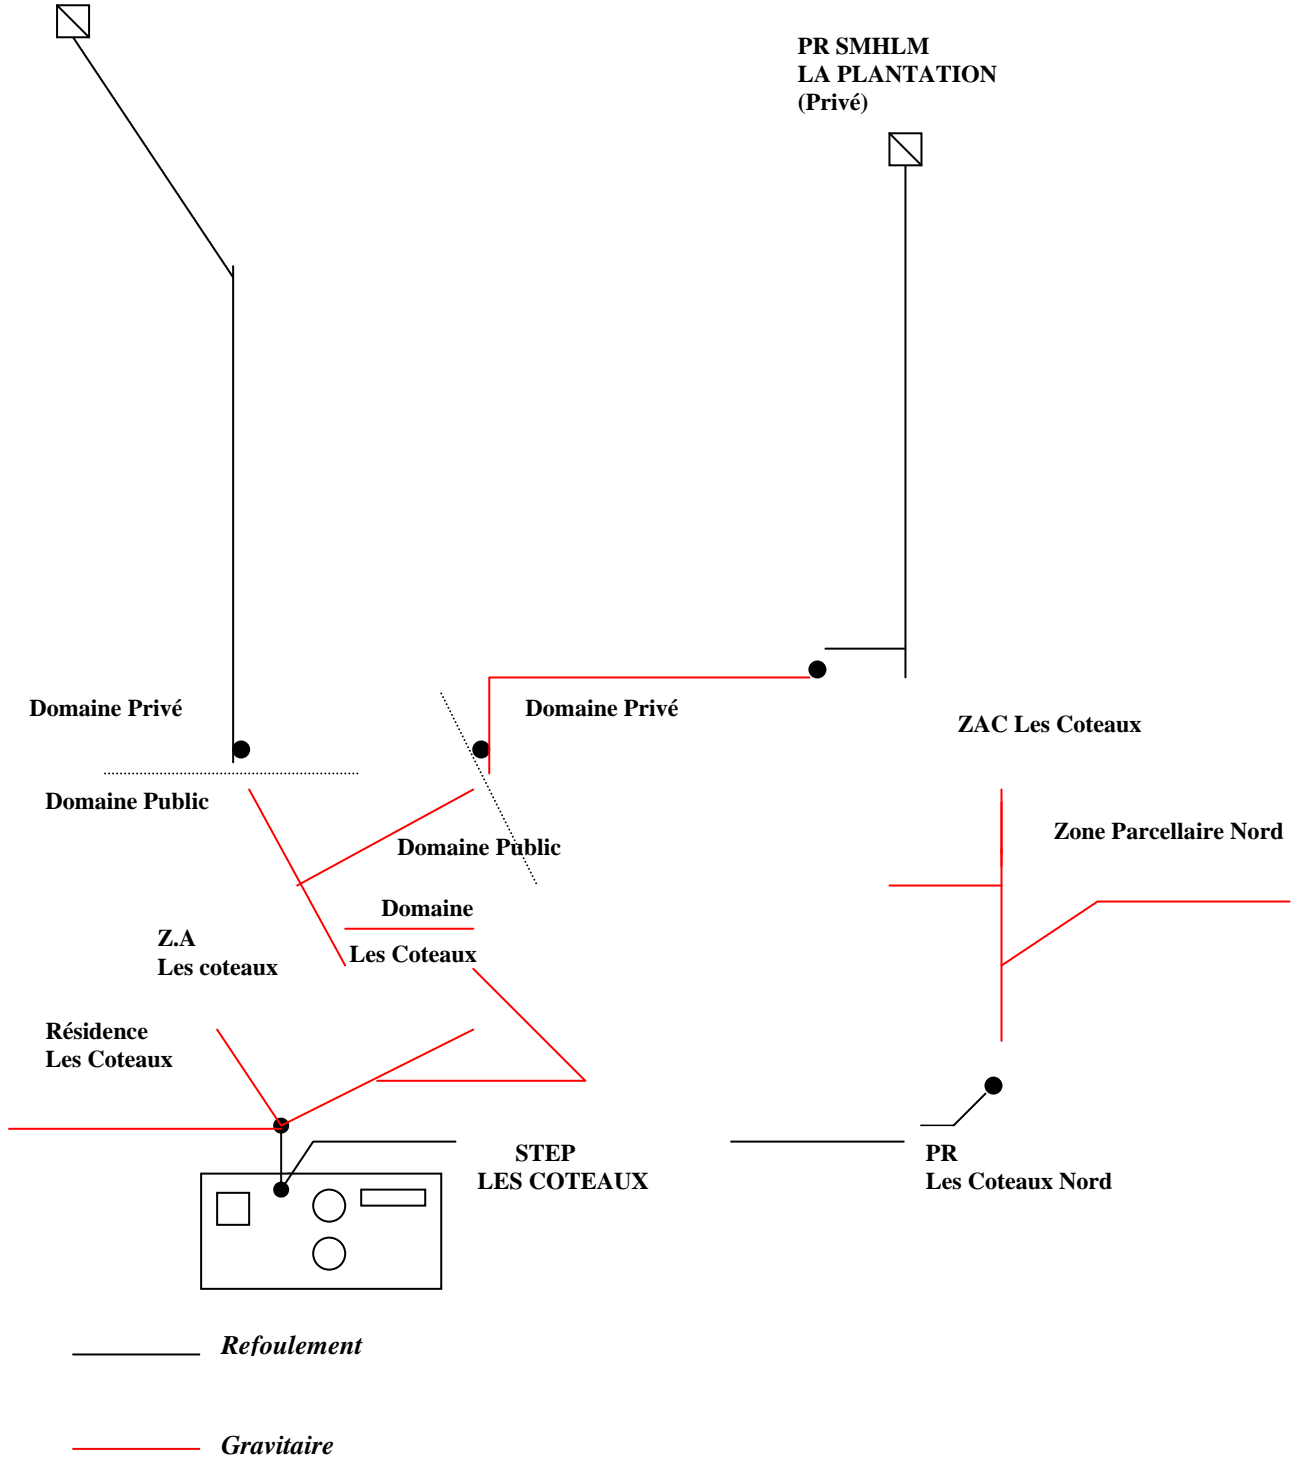 PR SMHLM
LA PLANTATION
(Privé)
Domaine Privé
Domaine Privé
ZAC Les Coteaux
Domaine Public
Domaine Public
Zone Parcellaire Nord
Domaine
Les Coteaux
Z.A
Les coteaux
Résidence
Les Coteaux
STEP
LES COTEAUX
PR
Les Coteaux Nord
Refoulement
Gravitaire